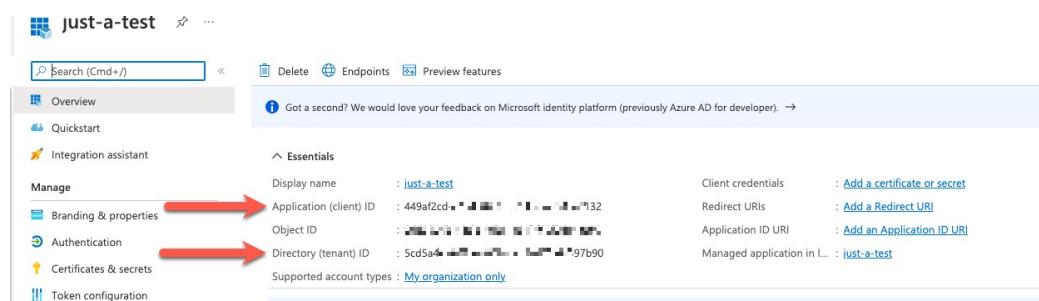 just-a-test
Search (Cmd+/)
Delete
Endpoints
Preview features
Overview
Got a second? We would love your feedback on Microsoft identity platform (previously Azure AD for developer).
Quickstart
Integration assistant
Essentials
Manage
Display name : just-a-test
Client credentials : Add a certificate or secret
Application (client) ID : 449af2cd- 132
Redirect URIs : Add a Redirect URI
Branding & properties
Object ID :
Application ID URI : Add an Application ID URI
Authentication
Directory (tenant) ID : 5cd5a4 -97b90
Managed application in l... : just-a-test
Certificates & secrets
Supported account types : My organization only
Token configuration